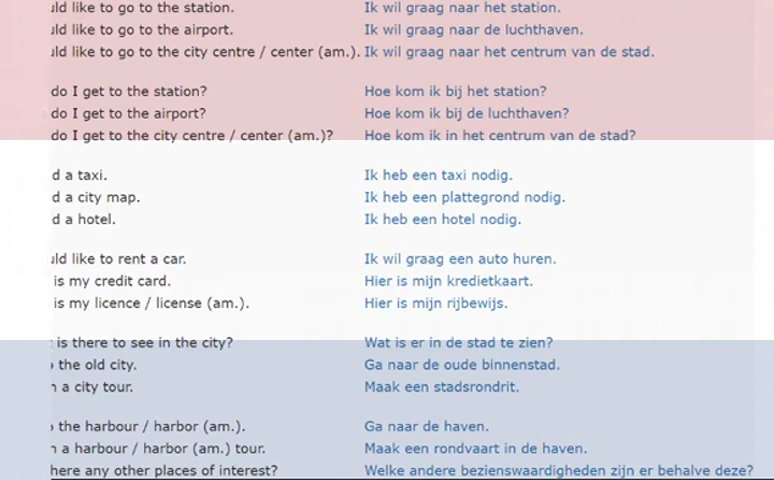 uld like to go to the station. Ik wil graag naar het station.
uld like to go to the airport. Ik wil graag naar de luchthaven.
uld like to go to the city centre / center (am.). Ik wil graag naar het centrum van de stad.
do I get to the station? Hoe kom ik bij het station?
do I get to the airport? Hoe kom ik bij de luchthaven?
do I get to the city centre / center (am.)? Hoe kom ik in het centrum van de stad?
d a taxi. Ik heb een taxi nodig.
d a city map. Ik heb een plattegrond nodig.
d a hotel. Ik heb een hotel nodig.
uld like to rent a car. Ik wil graag een auto huren.
is my credit card. Hier is mijn kredietkaart.
is my licence / license (am.). Hier is mijn rijbewijs.
is there to see in the city? Wat is er in de stad te zien?
the old city. Ga naar de oude binnenstad.
a city tour. Maak een stadsrondrit.
the harbour / harbor (am.). Ga naar de haven.
a harbour / harbor (am.) tour. Maak een rondvaart in de haven.
here any other places of interest? Welke andere bezienswaardigheden zijn er behalve deze?